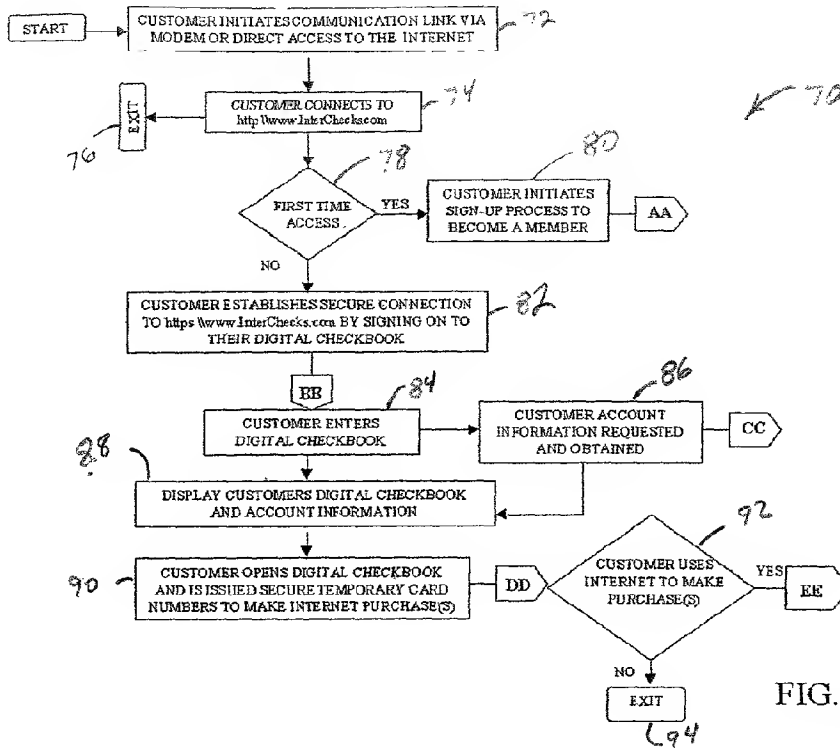 START
CUSTOMER INITIATES COMMUNICATION LINK VIA
MODEM OR DIRECT ACCESS TO THE INTERNET
72
EXIT
76
CUSTOMER CONNECTS TO
http\\www.InterChecks.com
74
70
78
FIRST TIME
ACCESS
YES
NO
80
CUSTOMER INITIATES
SIGN-UP PROCESS TO
BECOME A MEMBER
AA
CUSTOMER ESTABLISHES SECURE CONNECTION
TO https\\www.InterChecks.com BY SIGNING ON TO
THEIR DIGITAL CHECKBOOK
82
BB
84
CUSTOMER ENTERS
DIGITAL CHECKBOOK
86
CUSTOMER ACCOUNT
INFORMATION REQUESTED
AND OBTAINED
CC
88
DISPLAY CUSTOMERS DIGITAL CHECKBOOK
AND ACCOUNT INFORMATION
90
CUSTOMER OPENS DIGITAL CHECKBOOK
AND IS ISSUED SECURE TEMPORARY CARD
NUMBERS TO MAKE INTERNET PURCHASE(S)
DD
92
CUSTOMER USES
INTERNET TO MAKE
PURCHASE(S)
YES
EE
NO
EXIT
94
FIG.